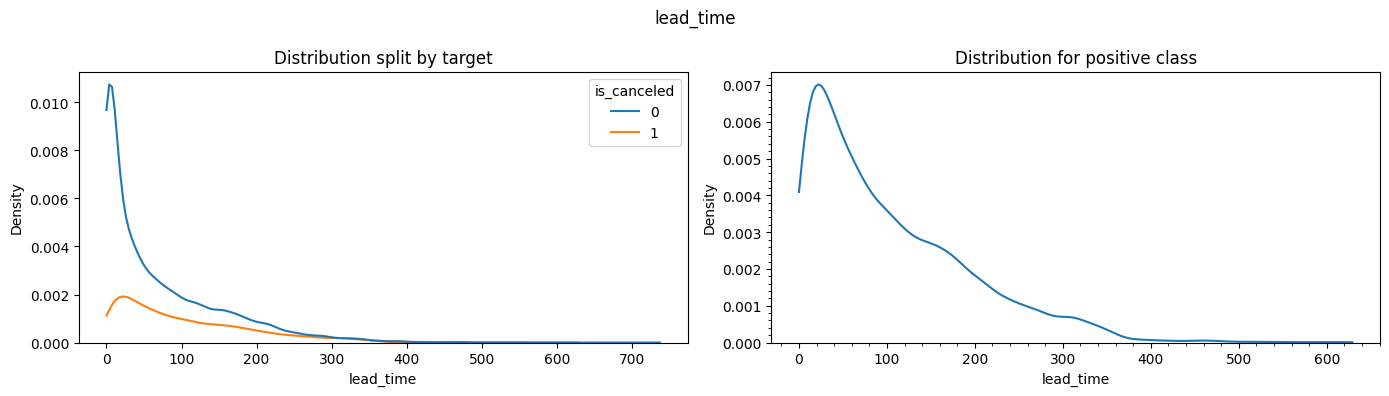 lead_time
Distribution split by target
Density
0.010
0.008
0.006
0.004
0.002
0.000
is_canceled
0
1
0 100 200 300 400 500 600 700
lead_time
Distribution for positive class
Density
0.007
0.006
0.005
0.004
0.003
0.002
0.001
0.000
0 100 200 300 400 500 600
lead_time